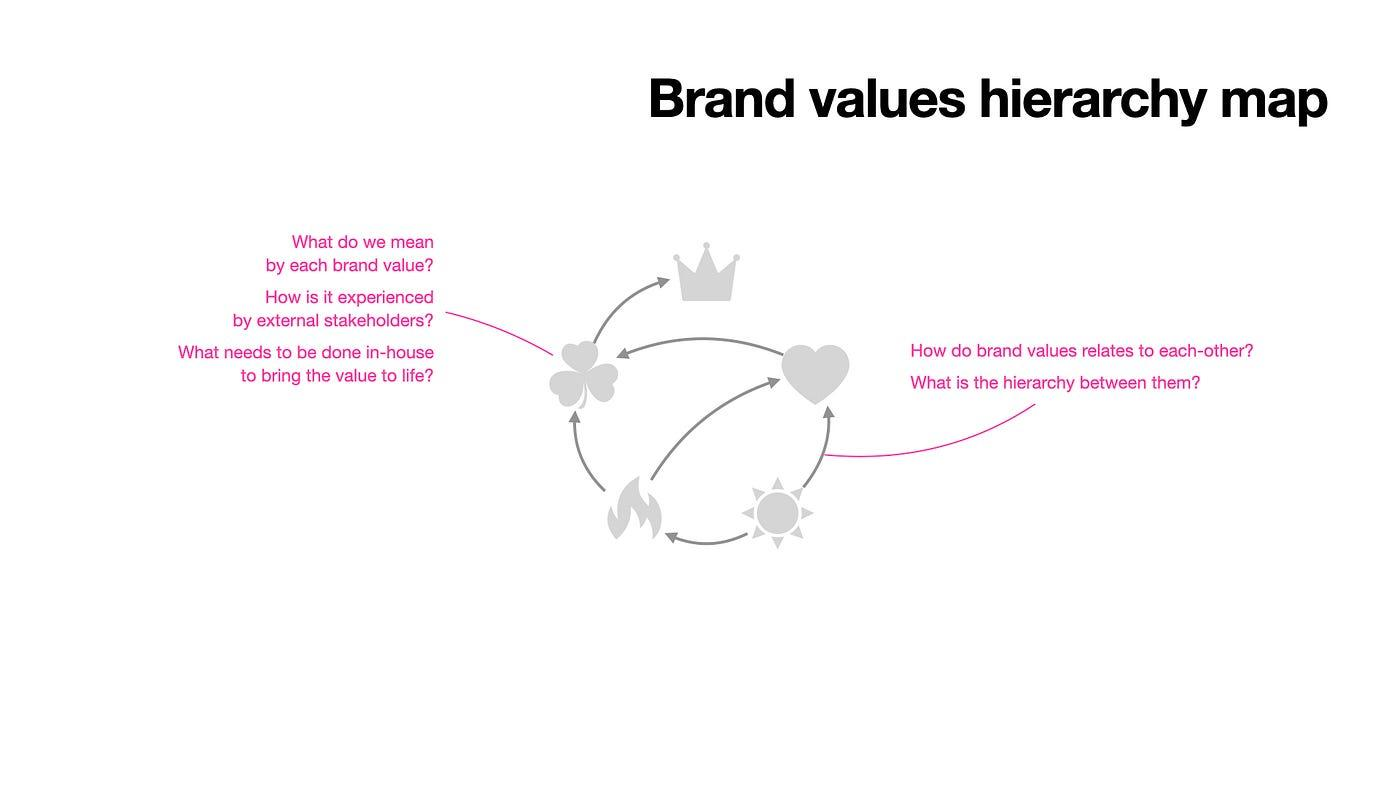 Brand values hierarchy map
What do we mean
by each brand value?
How is it experienced
by external stakeholders?
What needs to be done in-house
to bring the value to life?
How do brand values relates to each-other?
What is the hierarchy between them?